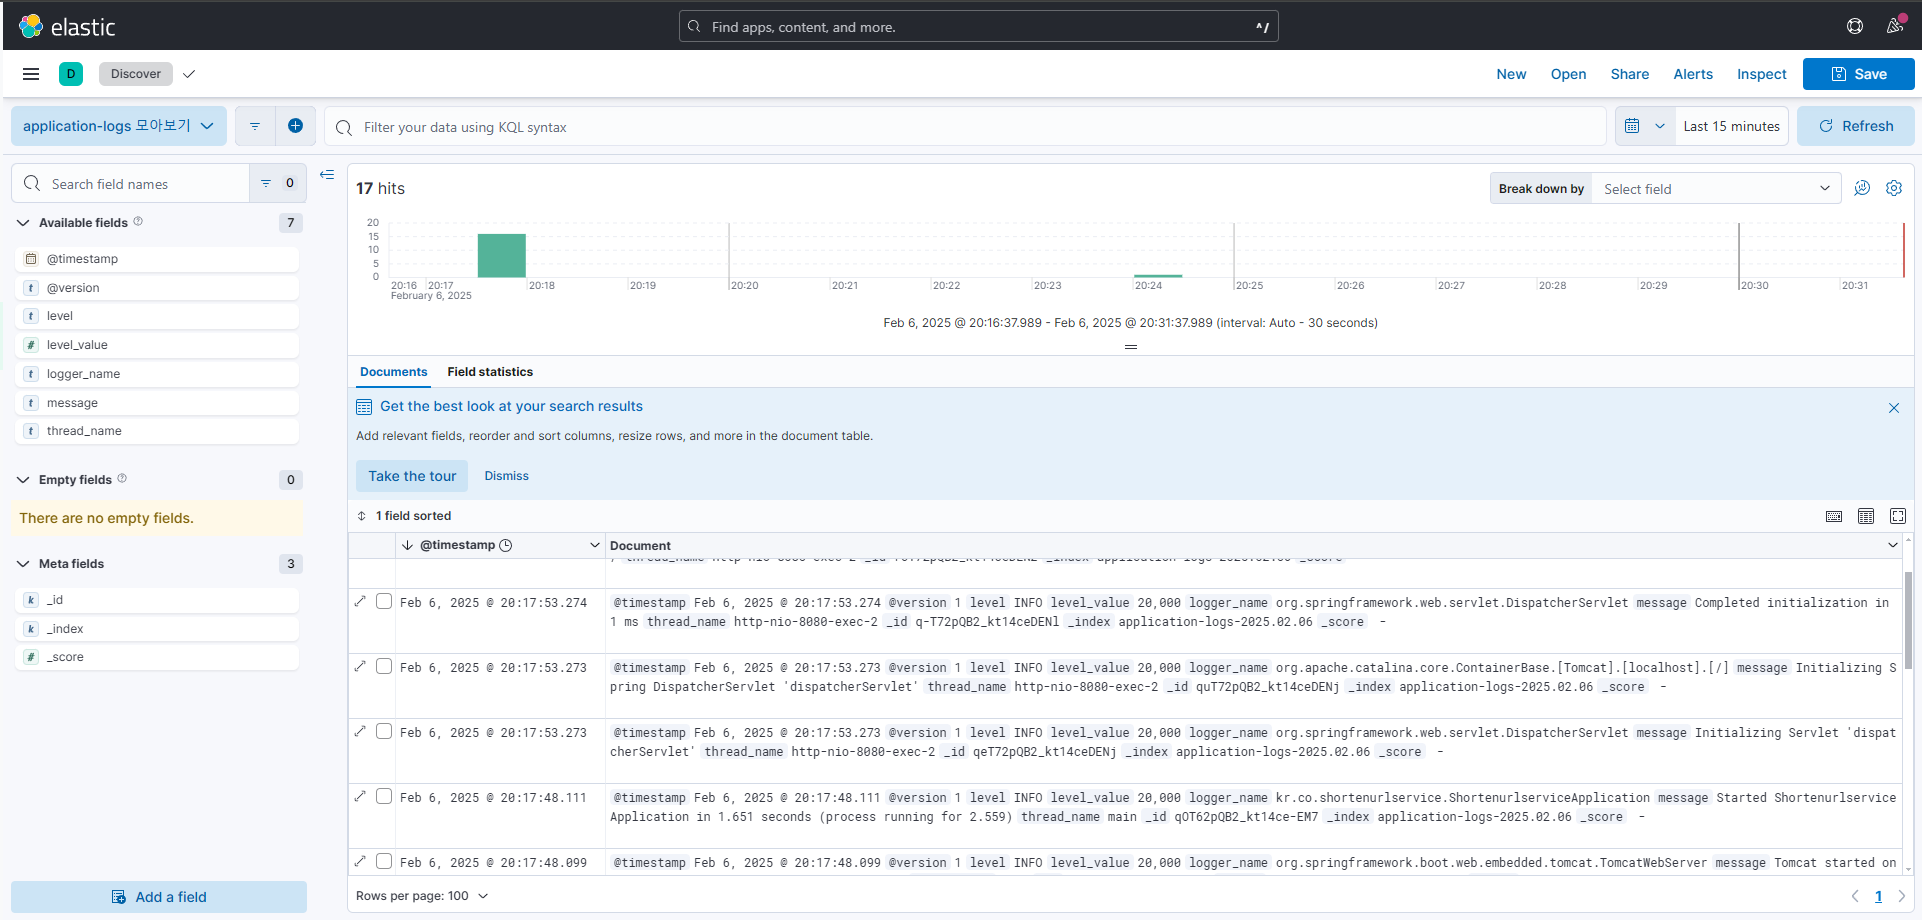 elastic
Find apps, content, and more.
^/
D
Discover
New
Open
Share
Alerts
Inspect
Save
application-logs 모아보기
Filter your data using KQL syntax
Last 15 minutes
Refresh
Search field names
0
Available fields
7
@timestamp
@version
level
level_value
logger_name
message
thread_name
Empty fields
0
There are no empty fields.
Meta fields
3
_id
_index
_score
Add a field
17 hits
Break down by
Select field
20
15
10
5
0
20:16
20:17
20:18
20:19
20:20
20:21
20:22
20:23
20:24
20:25
20:26
20:27
20:28
20:29
20:30
20:31
February 6, 2025
Feb 6, 2025 @ 20:16:37.989 - Feb 6, 2025 @ 20:31:37.989 (interval: Auto - 30 seconds)
Documents
Field statistics
Get the best look at your search results
Add relevant fields, reorder and sort columns, resize rows, and more in the document table.
Take the tour
Dismiss
1 field sorted
@timestamp
Document
Feb 6, 2025 @ 20:17:53.274
@timestamp Feb 6, 2025 @ 20:17:53.274 @version 1 level INFO level_value 20,000 logger_name org.springframework.web.servlet.DispatcherServlet message Completed initialization in
1 ms thread_name http-nio-8080-exec-2 _id q-T72pQB2_kt14ceDENl _index application-logs-2025.02.06 _score -
Feb 6, 2025 @ 20:17:53.273
@timestamp Feb 6, 2025 @ 20:17:53.273 @version 1 level INFO level_value 20,000 logger_name org.apache.catalina.core.ContainerBase.[Tomcat].[localhost].[/] message Initializing S
pring DispatcherServlet 'dispatcherServlet' thread_name http-nio-8080-exec-2 _id quT72pQB2_kt14ceDENj _index application-logs-2025.02.06 _score -
Feb 6, 2025 @ 20:17:53.273
@timestamp Feb 6, 2025 @ 20:17:53.273 @version 1 level INFO level_value 20,000 logger_name org.springframework.web.servlet.DispatcherServlet message Initializing Servlet 'dispat
cherServlet' thread_name http-nio-8080-exec-2 _id qeT72pQB2_kt14ceDENj _index application-logs-2025.02.06 _score -
Feb 6, 2025 @ 20:17:48.111
@timestamp Feb 6, 2025 @ 20:17:48.111 @version 1 level INFO level_value 20,000 logger_name kr.co.shortenurlservice.ShortenurlserviceApplication message Started Shortenurlservice
Application in 1.651 seconds (process running for 2.559) thread_name main _id qOT62pQB2_kt14ce-EM7 _index application-logs-2025.02.06 _score -
Feb 6, 2025 @ 20:17:48.099
@timestamp Feb 6, 2025 @ 20:17:48.099 @version 1 level INFO level_value 20,000 logger_name org.springframework.boot.web.embedded.tomcat.TomcatWebServer message Tomcat started on
Rows per page: 100
1